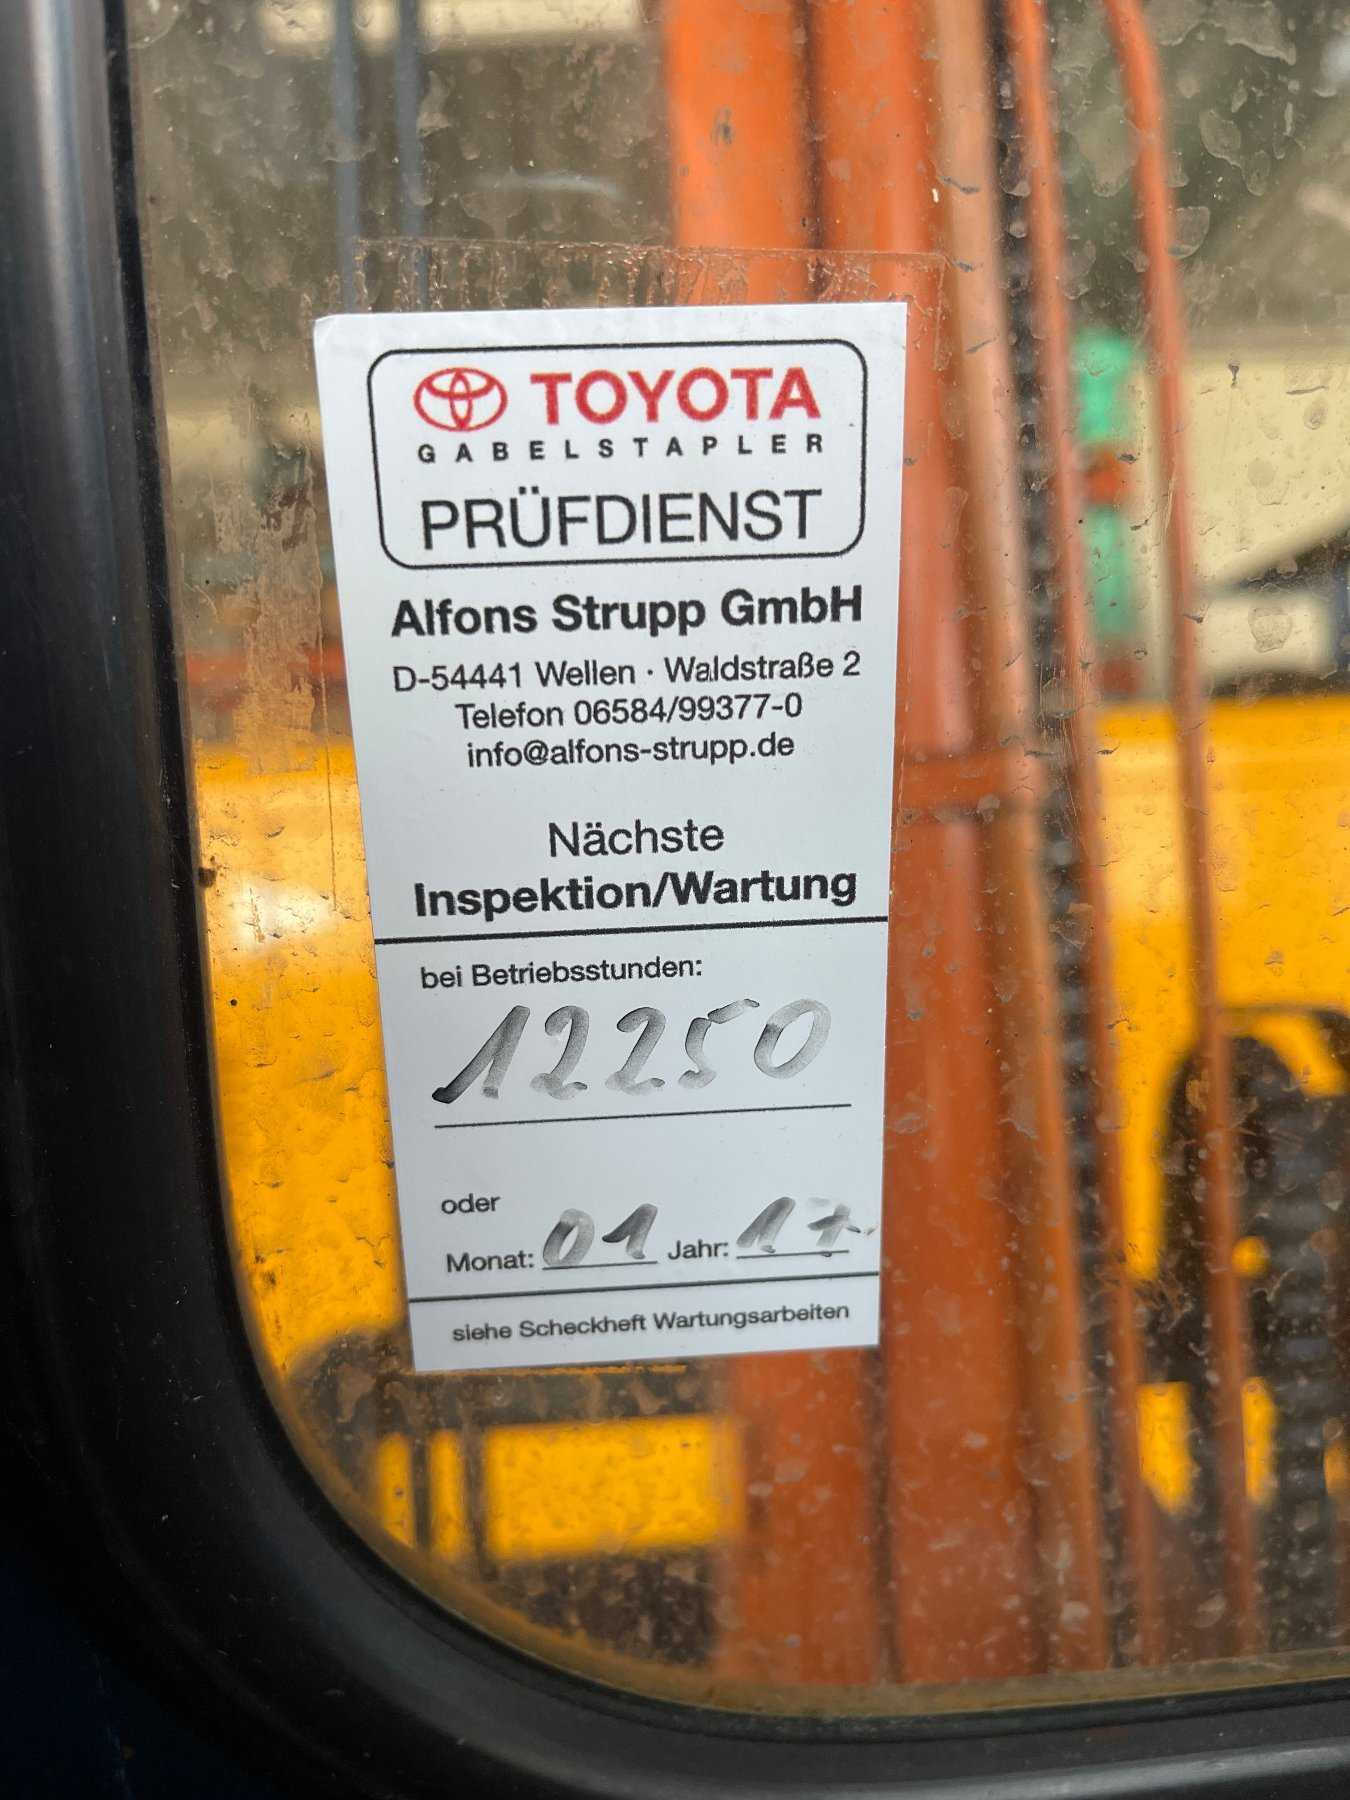 TOYOTA
GABELSTAPLER
PRÜFDIENST
Alfons Strupp GmbH
D-54441 Wellen · Waldstraße 2
Telefon 06584/99377-0
info@alfons-strupp.de
Nächste
Inspektion/Wartung
bei Betriebsstunden:
12250
oder
Monat: 01 Jahr: 17
siehe Scheckheft Wartungsarbeiten